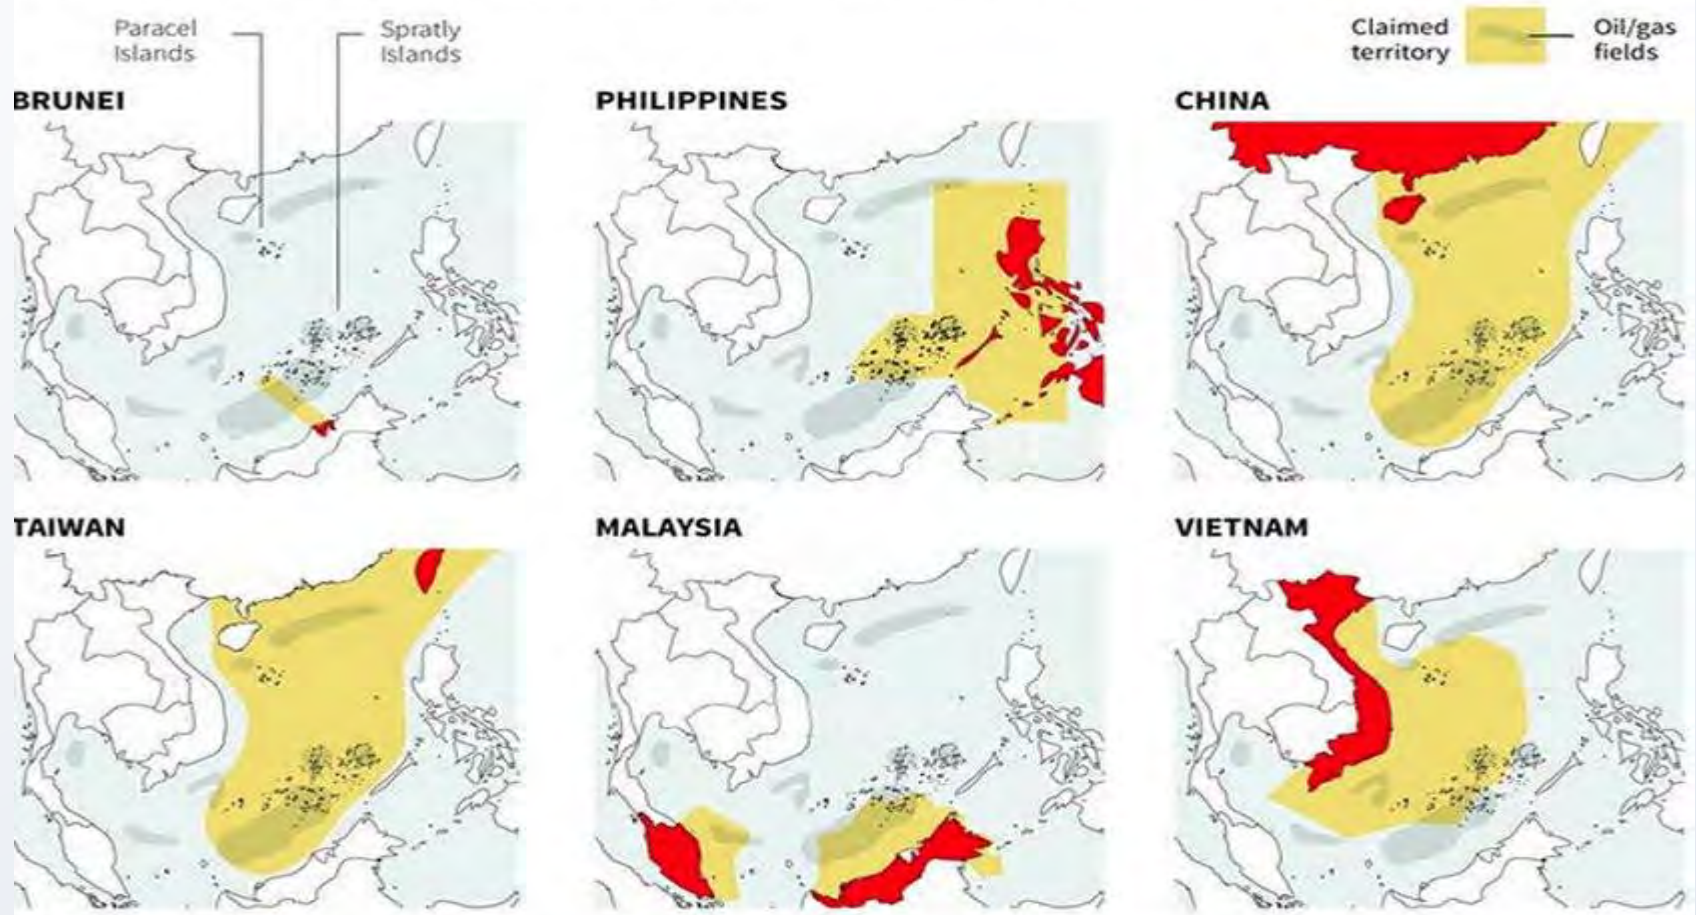 Paracel
Islands
Spratly
Islands
Claimed
territory
Oil/gas
fields
BRUNEI
PHILIPPINES
CHINA
TAIWAN
MALAYSIA
VIETNAM